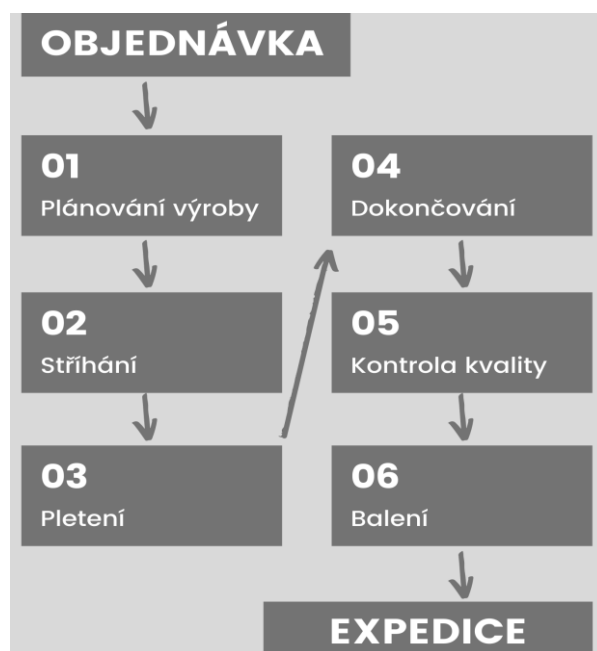 OBJEDNÁVKA
01
Plánování výroby
02
Stříhání
03
Pletení
04
Dokončování
05
Kontrola kvality
06
Balení
EXPEDICE